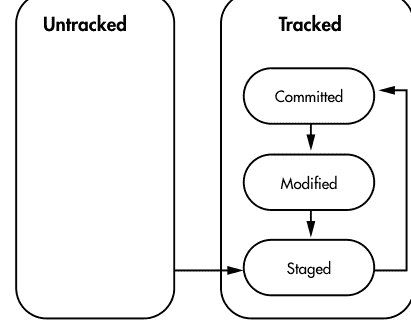 Untracked
Tracked
Committed
Modified
Staged